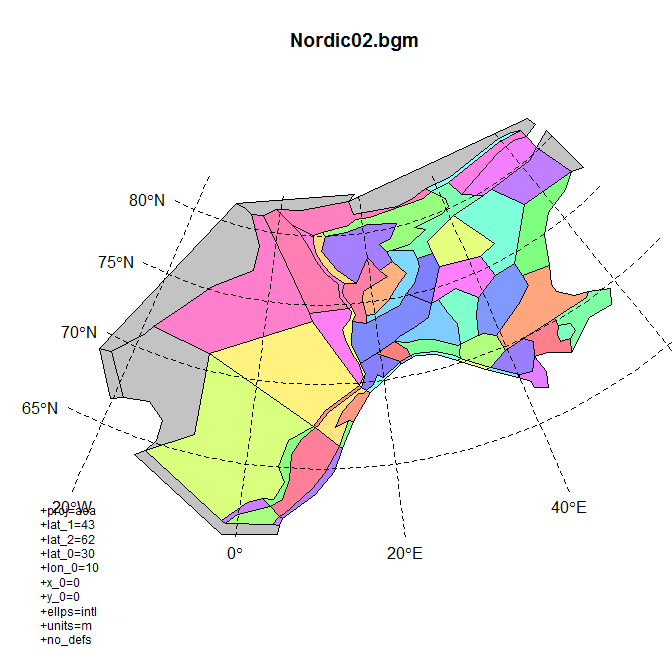 Nordic02.bgm
80°N
75°N
70°N
65°N
20°W
0°
20°E
40°E
+proj=aea
+lat_1=43
+lat_2=62
+lat_0=30
+lon_0=10
+x_0=0
+y_0=0
+ellps=intl
+units=m
+no_defs